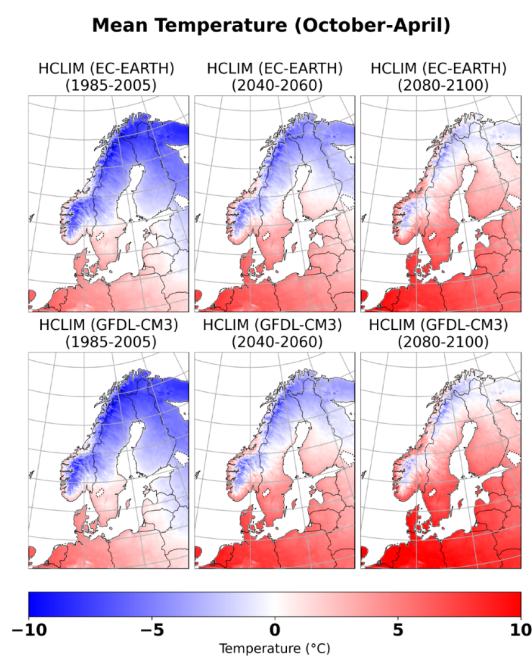 Mean Temperature (October-April)
HCLIM (EC-EARTH)
(1985-2005)
HCLIM (EC-EARTH)
(2040-2060)
HCLIM (EC-EARTH)
(2080-2100)
HCLIM (GFDL-CM3)
(1985-2005)
HCLIM (GFDL-CM3)
(2040-2060)
HCLIM (GFDL-CM3)
(2080-2100)
−10 −5 0 5 10
Temperature (°C)